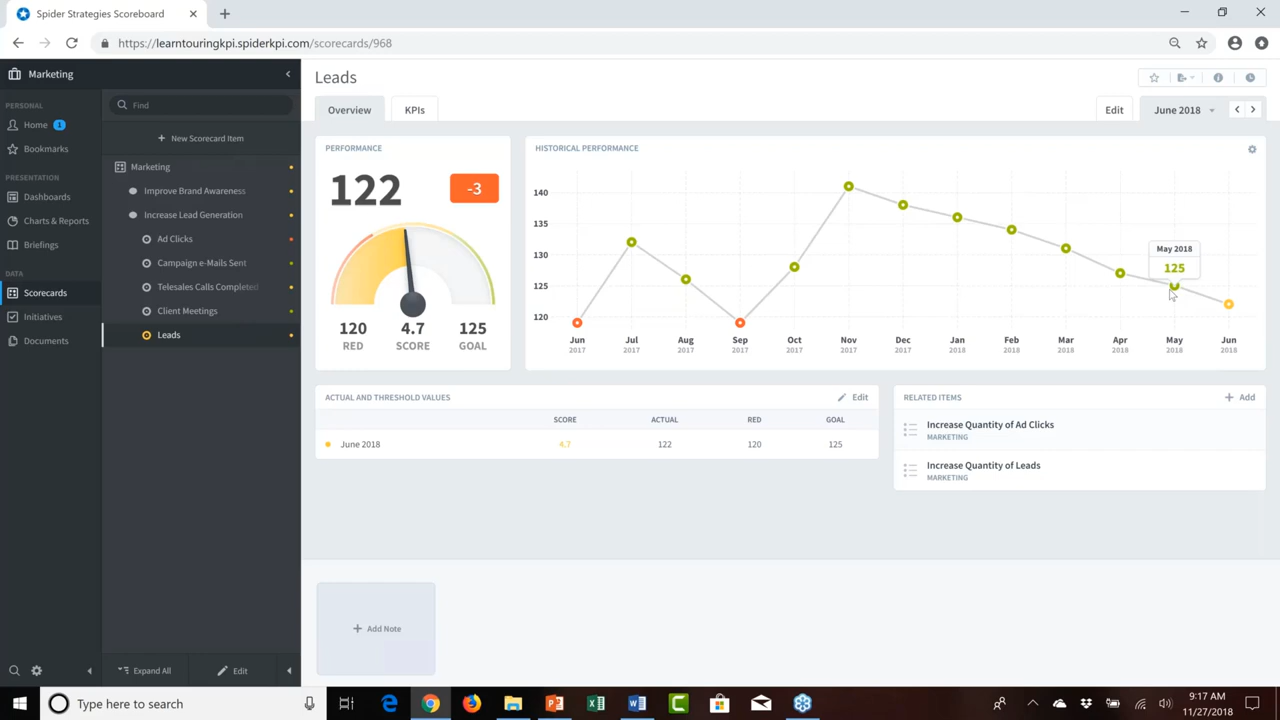 Spider Strategies Scoreboard
https://learntouringkpi.spiderkpi.com/scorecards/968
Marketing
PERSONAL
Home 1
Bookmarks
PRESENTATION
Dashboards
Charts & Reports
Briefings
DATA
Scorecards
Initiatives
Documents
Find
+ New Scorecard Item
Marketing
Improve Brand Awareness
Increase Lead Generation
Ad Clicks
Campaign e-Mails Sent
Telesales Calls Completed
Client Meetings
Leads
Expand All
Edit
Leads
Overview
KPIs
Edit
June 2018
PERFORMANCE
122
-3
120 4.7 125
RED SCORE GOAL
HISTORICAL PERFORMANCE
140
135
130
125
120
May 2018
125
Jun Jul Aug Sep Oct Nov Dec Jan Feb Mar Apr May Jun
2017 2017 2017 2017 2017 2017 2017 2018 2018 2018 2018 2018 2018
ACTUAL AND THRESHOLD VALUES
Edit
SCORE ACTUAL RED GOAL
June 2018 4.7 122 120 125
RELATED ITEMS
+ Add
Increase Quantity of Ad Clicks
MARKETING
Increase Quantity of Leads
MARKETING
+ Add Note
Type here to search
9:17 AM
11/27/2018